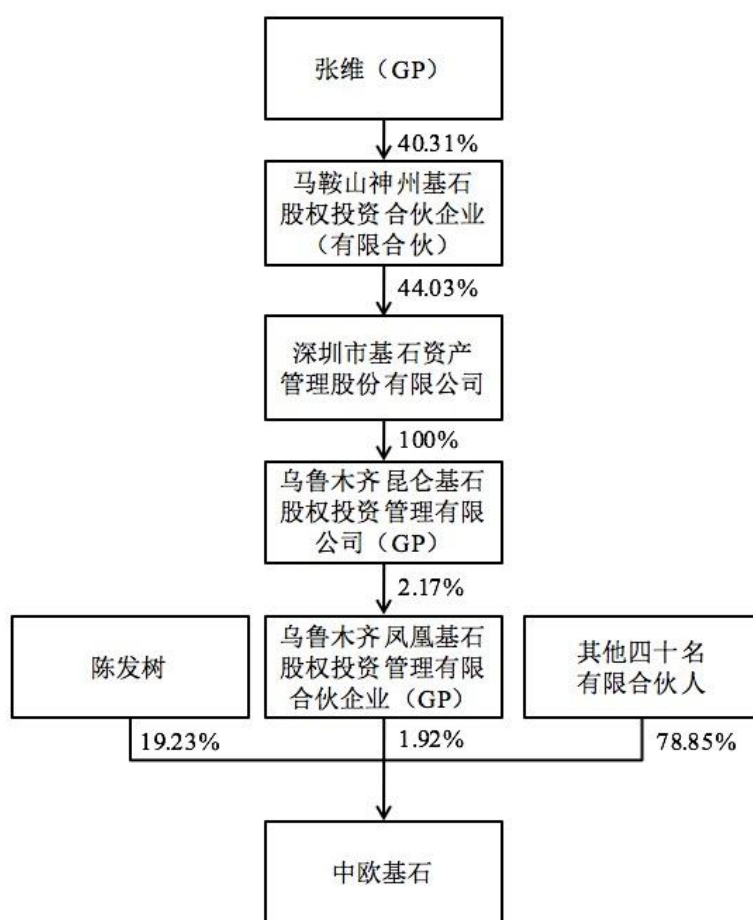 张维（GP）
40.31%
马鞍山神州基石
股权投资合伙企业
（有限合伙）
44.03%
深圳市基石资产
管理股份有限公司
100%
乌鲁木齐昆仑基石
股权投资管理有限
公司（GP）
2.17%
陈发树
乌鲁木齐凤凰基石
股权投资管理有限
合伙企业（GP）
其他四十名
有限合伙人
19.23%
1.92%
78.85%
中欧基石